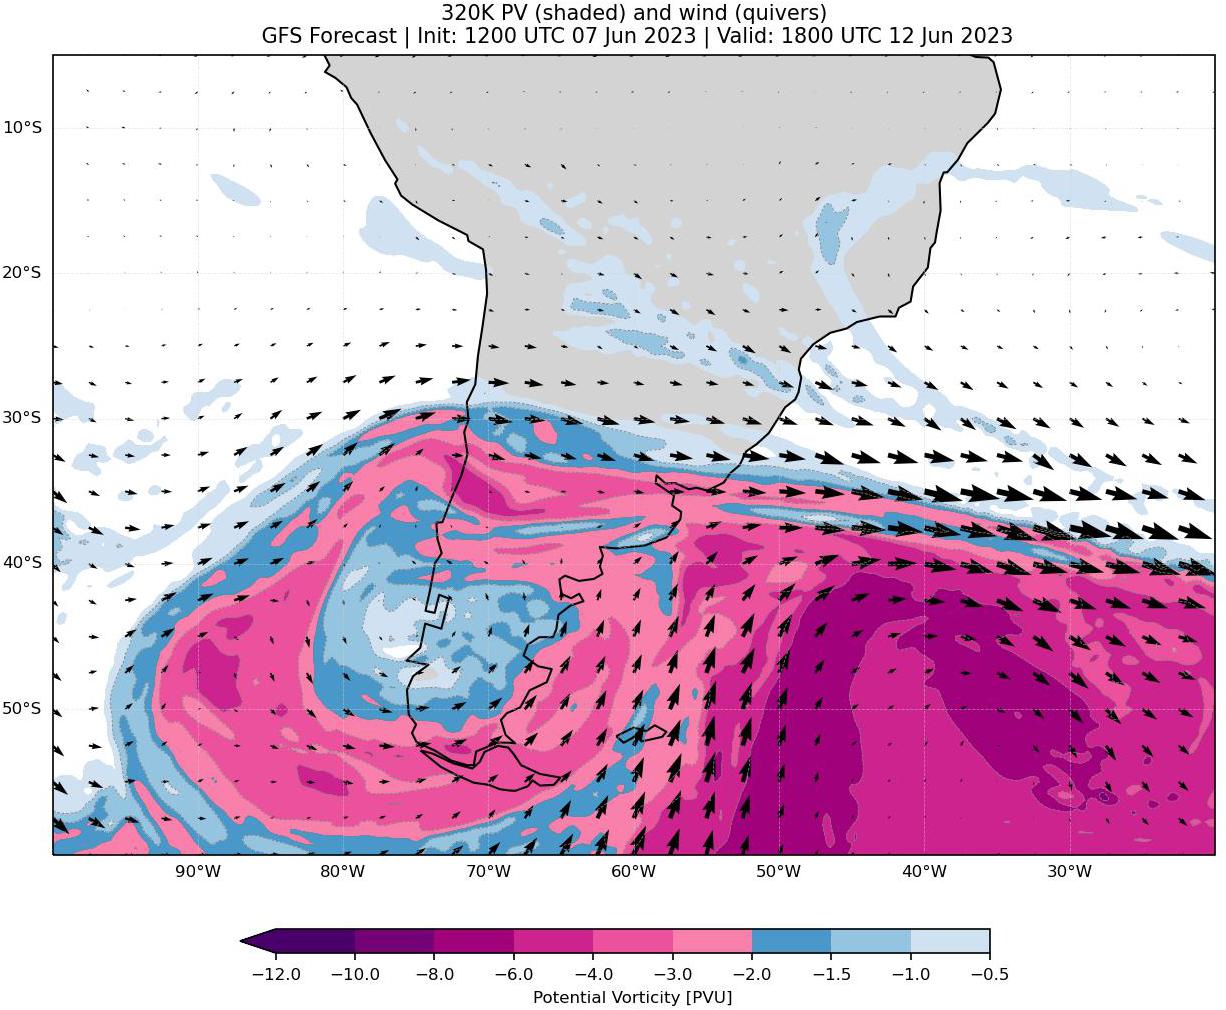 320K PV (shaded) and wind (quivers)
GFS Forecast | Init: 1200 UTC 07 Jun 2023 | Valid: 1800 UTC 12 Jun 2023
10°S
20°S
30°S
40°S
50°S
90°W 80°W 70°W 60°W 50°W 40°W 30°W
−12.0 −10.0 −8.0 −6.0 −4.0 −3.0 −2.0 −1.5 −1.0 −0.5
Potential Vorticity [PVU]